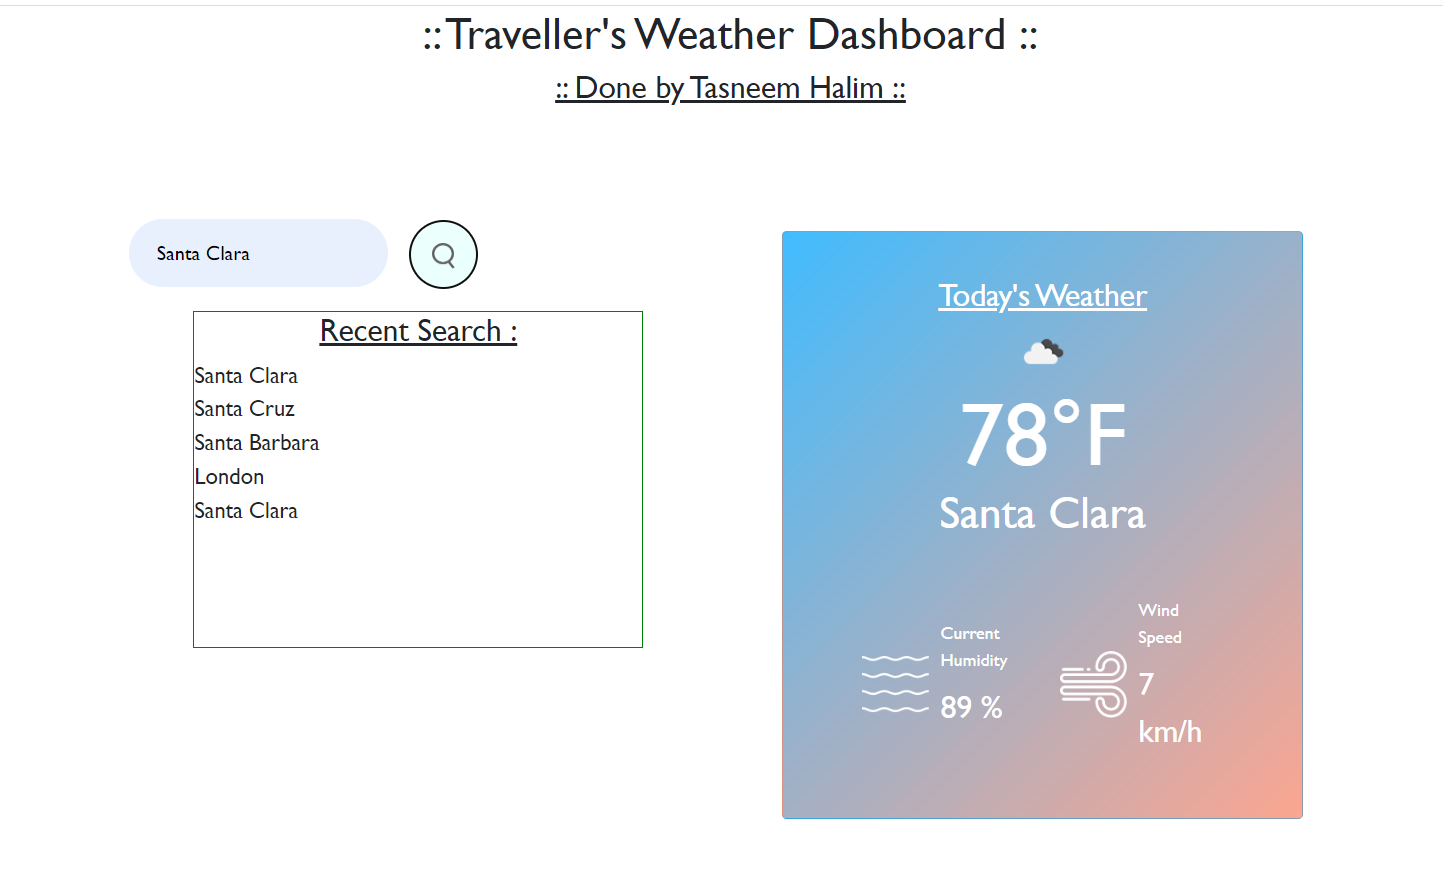 :: Traveller's Weather Dashboard ::
:: Done by Tasneem Halim ::
Santa Clara
Recent Search :
Santa Clara
Santa Cruz
Santa Barbara
London
Santa Clara
Today's Weather
78°F
Santa Clara
Current
Humidity
89 %
Wind
Speed
7
km/h